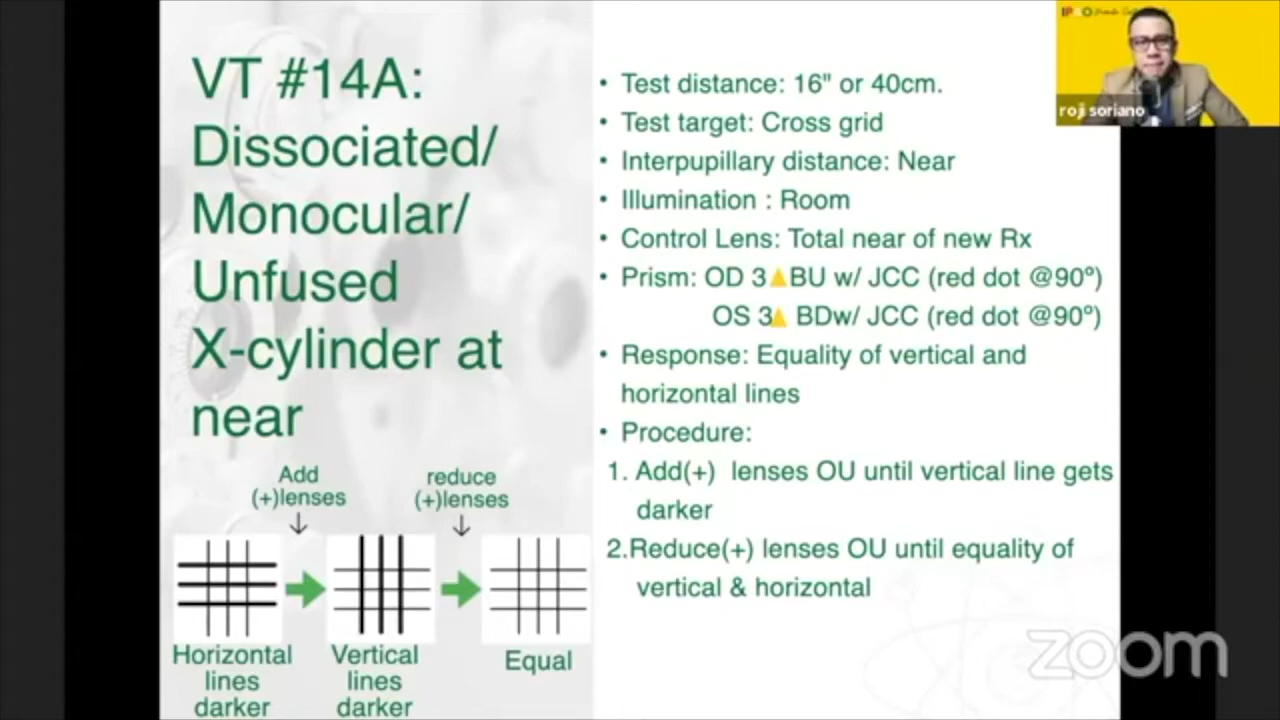 VT #14A:
Dissociated/
Monocular/
Unfused
X-cylinder at
near
Add
(+)lenses
reduce
(+)lenses
Horizontal
lines
darker
Vertical
lines
darker
Equal
• Test distance: 16" or 40cm.
• Test target: Cross grid
• Interpupillary distance: Near
• Illumination : Room
• Control Lens: Total near of new Rx
• Prism: OD 3▲BU w/ JCC (red dot @90º)
OS 3▲ BDw/ JCC (red dot @90º)
• Response: Equality of vertical and
horizontal lines
• Procedure:
1. Add(+) lenses OU until vertical line gets
darker
2.Reduce(+) lenses OU until equality of
vertical & horizontal
roji soriano
zoom